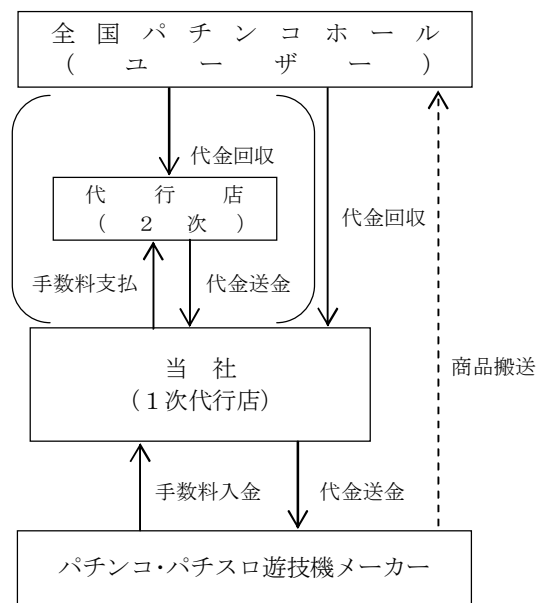 全国パチンコホール
(ユーザー)
代金回収
代行店
(2次)
代金回収
手数料支払
代金送金
商品搬送
当社
(1次代行店)
手数料入金
代金送金
パチンコ・パチスロ遊技機メーカー